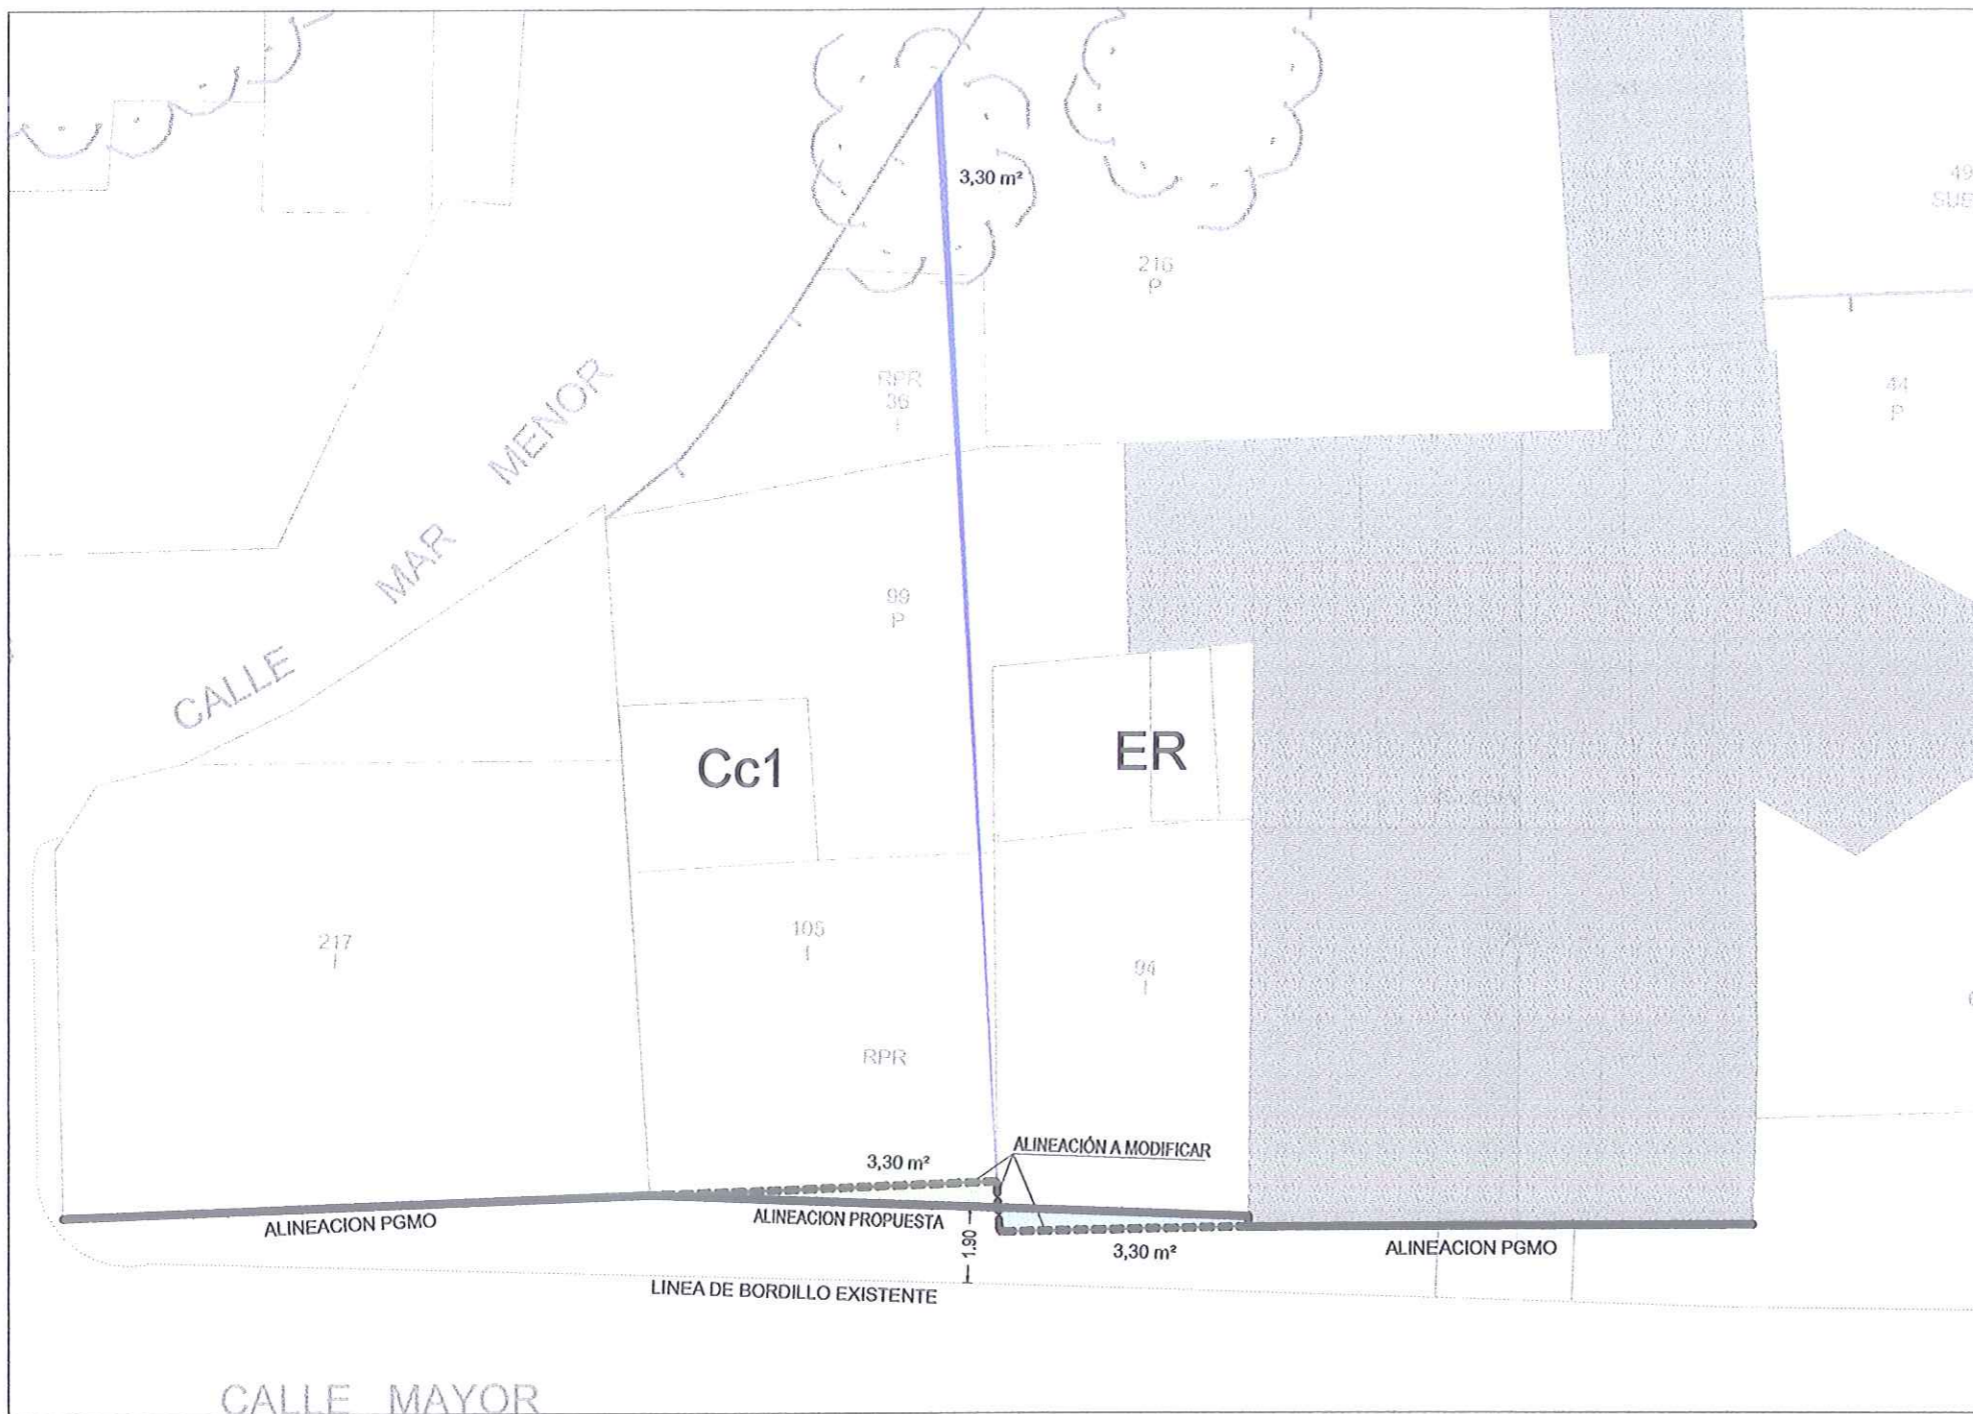 3,30 m²
49
216
P
RPR
36
I
44
P
CALLE MAR MENOR
99
P
Cc1
ER
217
I
105
I
94
I
RPR
ALINEACIÓN A MODIFICAR
3,30 m²
ALINEACION PGMO
ALINEACION PROPUESTA
1.90
3,30 m²
ALINEACION PGMO
LINEA DE BORDILLO EXISTENTE
CALLE MAYOR